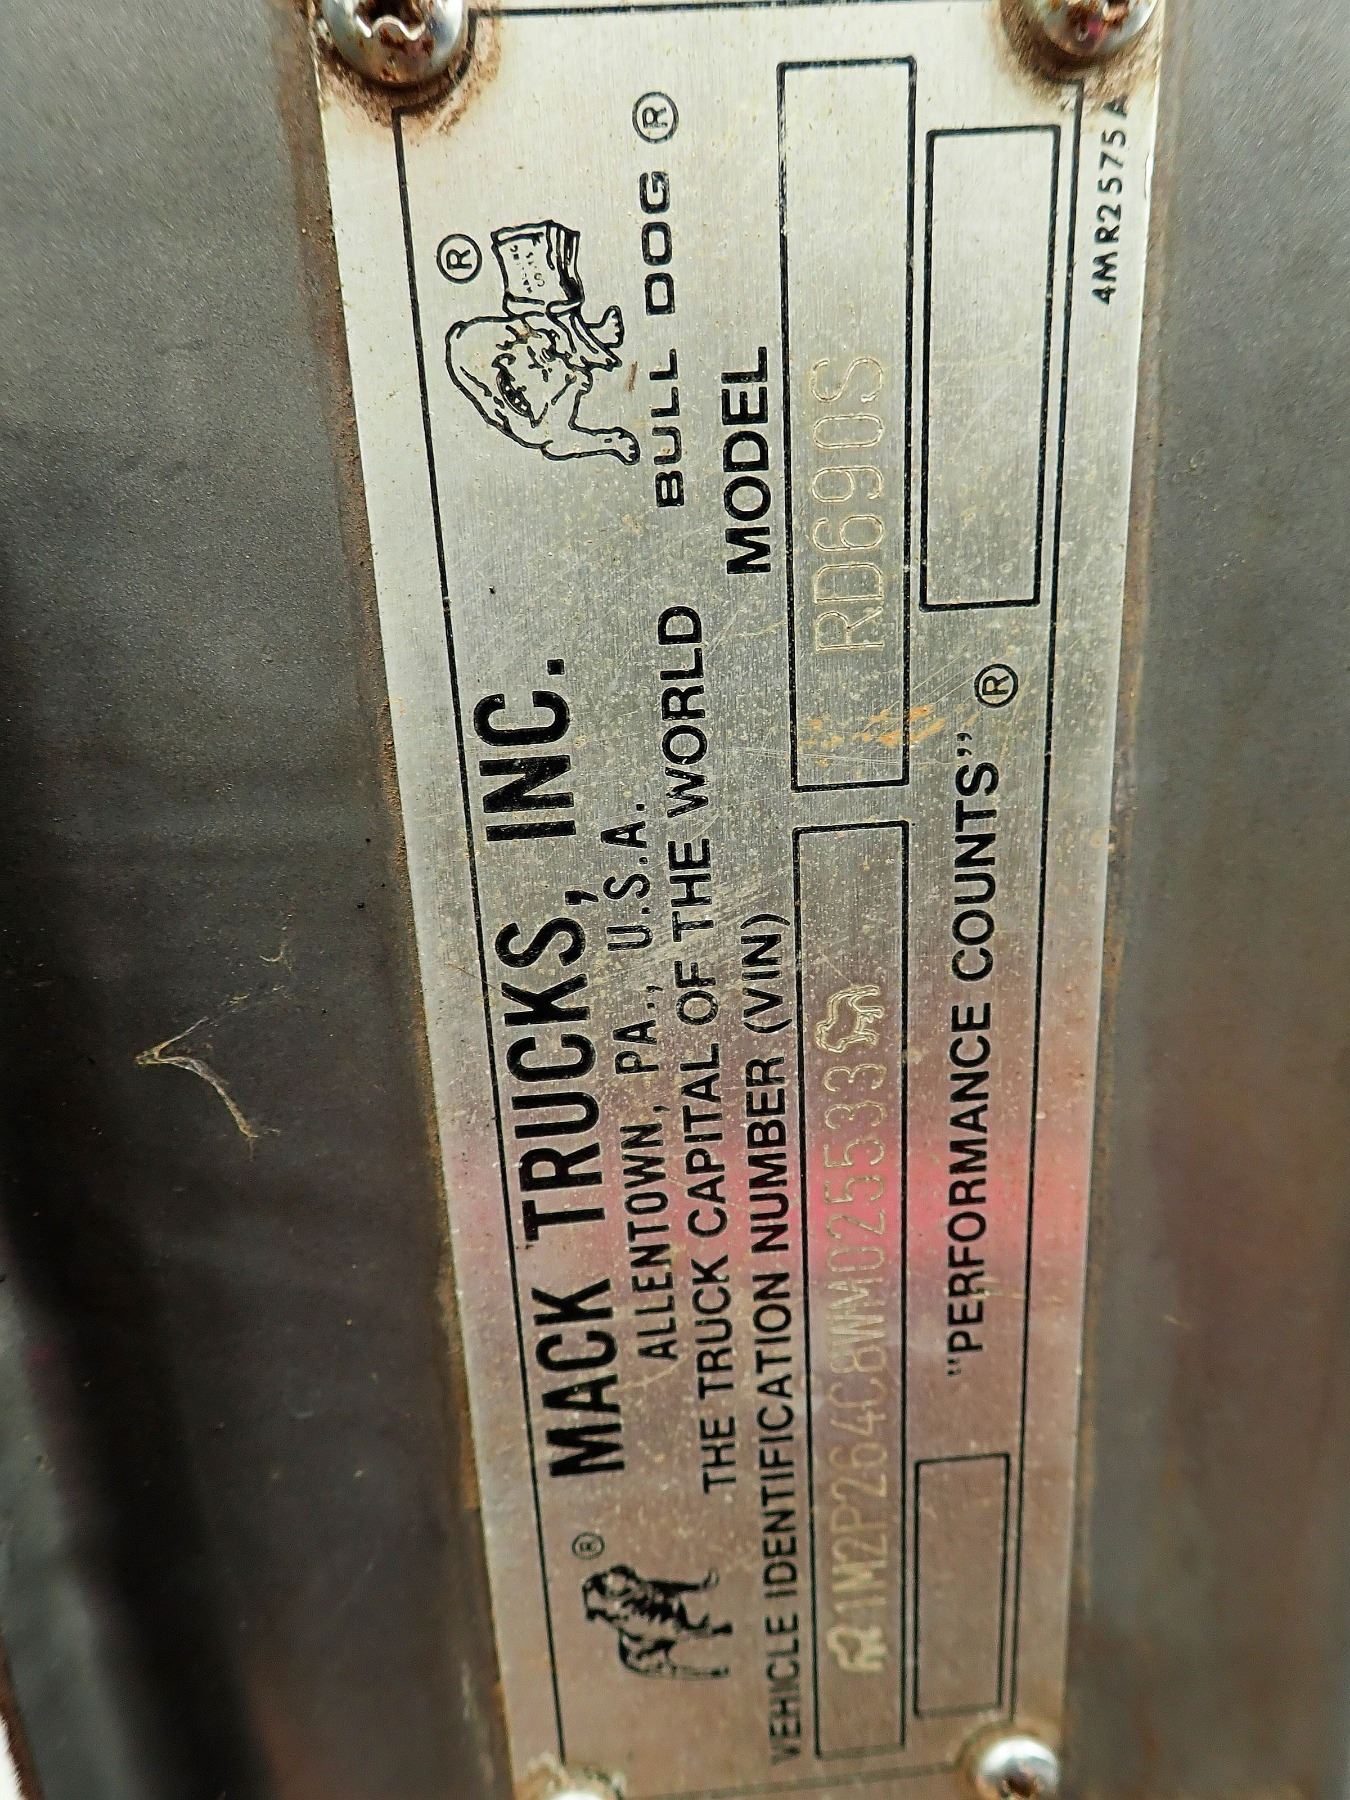 MACK TRUCKS, INC.
ALLENTOWN, PA., U.S.A.
THE TRUCK CAPITAL OF THE WORLD
BULL DOG ®
VEHICLE IDENTIFICATION NUMBER (VIN)
MODEL
1M2P264C8WM025533
RD690S
"PERFORMANCE COUNTS" ®
4MR2575A
®
®